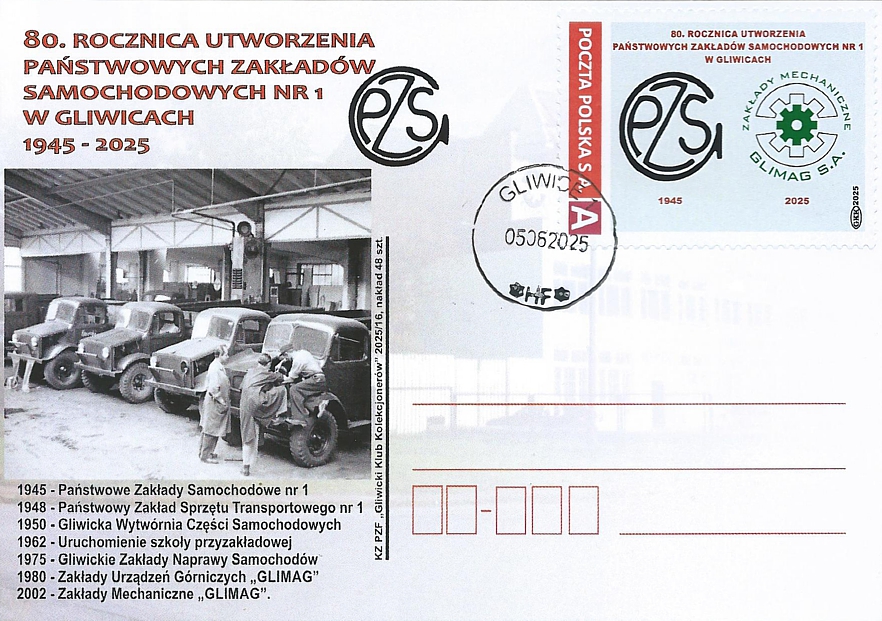 80. ROCZNICA UTWORZENIA
PAŃSTWOWYCH ZAKŁADÓW
SAMOCHODOWYCH NR 1
W GLIWICACH
1945 - 2025
PZS
POCZTA POLSKA S.A.
A
80. ROCZNICA UTWORZENIA
PAŃSTWOWYCH ZAKŁADÓW SAMOCHODOWYCH NR 1
W GLIWICACH
PZS
1945
ZAKŁADY MECHANICZNE
GLIMAG S.A.
2025
GKK 2025
GLIWICE
05062025
HF
KZ PZF „Gliwicki Klub Kolekcjonerów” 2025/16, nakład 48 szt.
1945 - Państwowe Zakłady Samochodowe nr 1
1948 - Państwowy Zakład Sprzętu Transportowego nr 1
1950 - Gliwicka Wytwórnia Części Samochodowych
1962 - Uruchomienie szkoły przyzakładowej
1975 - Gliwickie Zakłady Naprawy Samochodów
1980 - Zakłady Urządzeń Górniczych „GLIMAG”
2002 - Zakłady Mechaniczne „GLIMAG”.